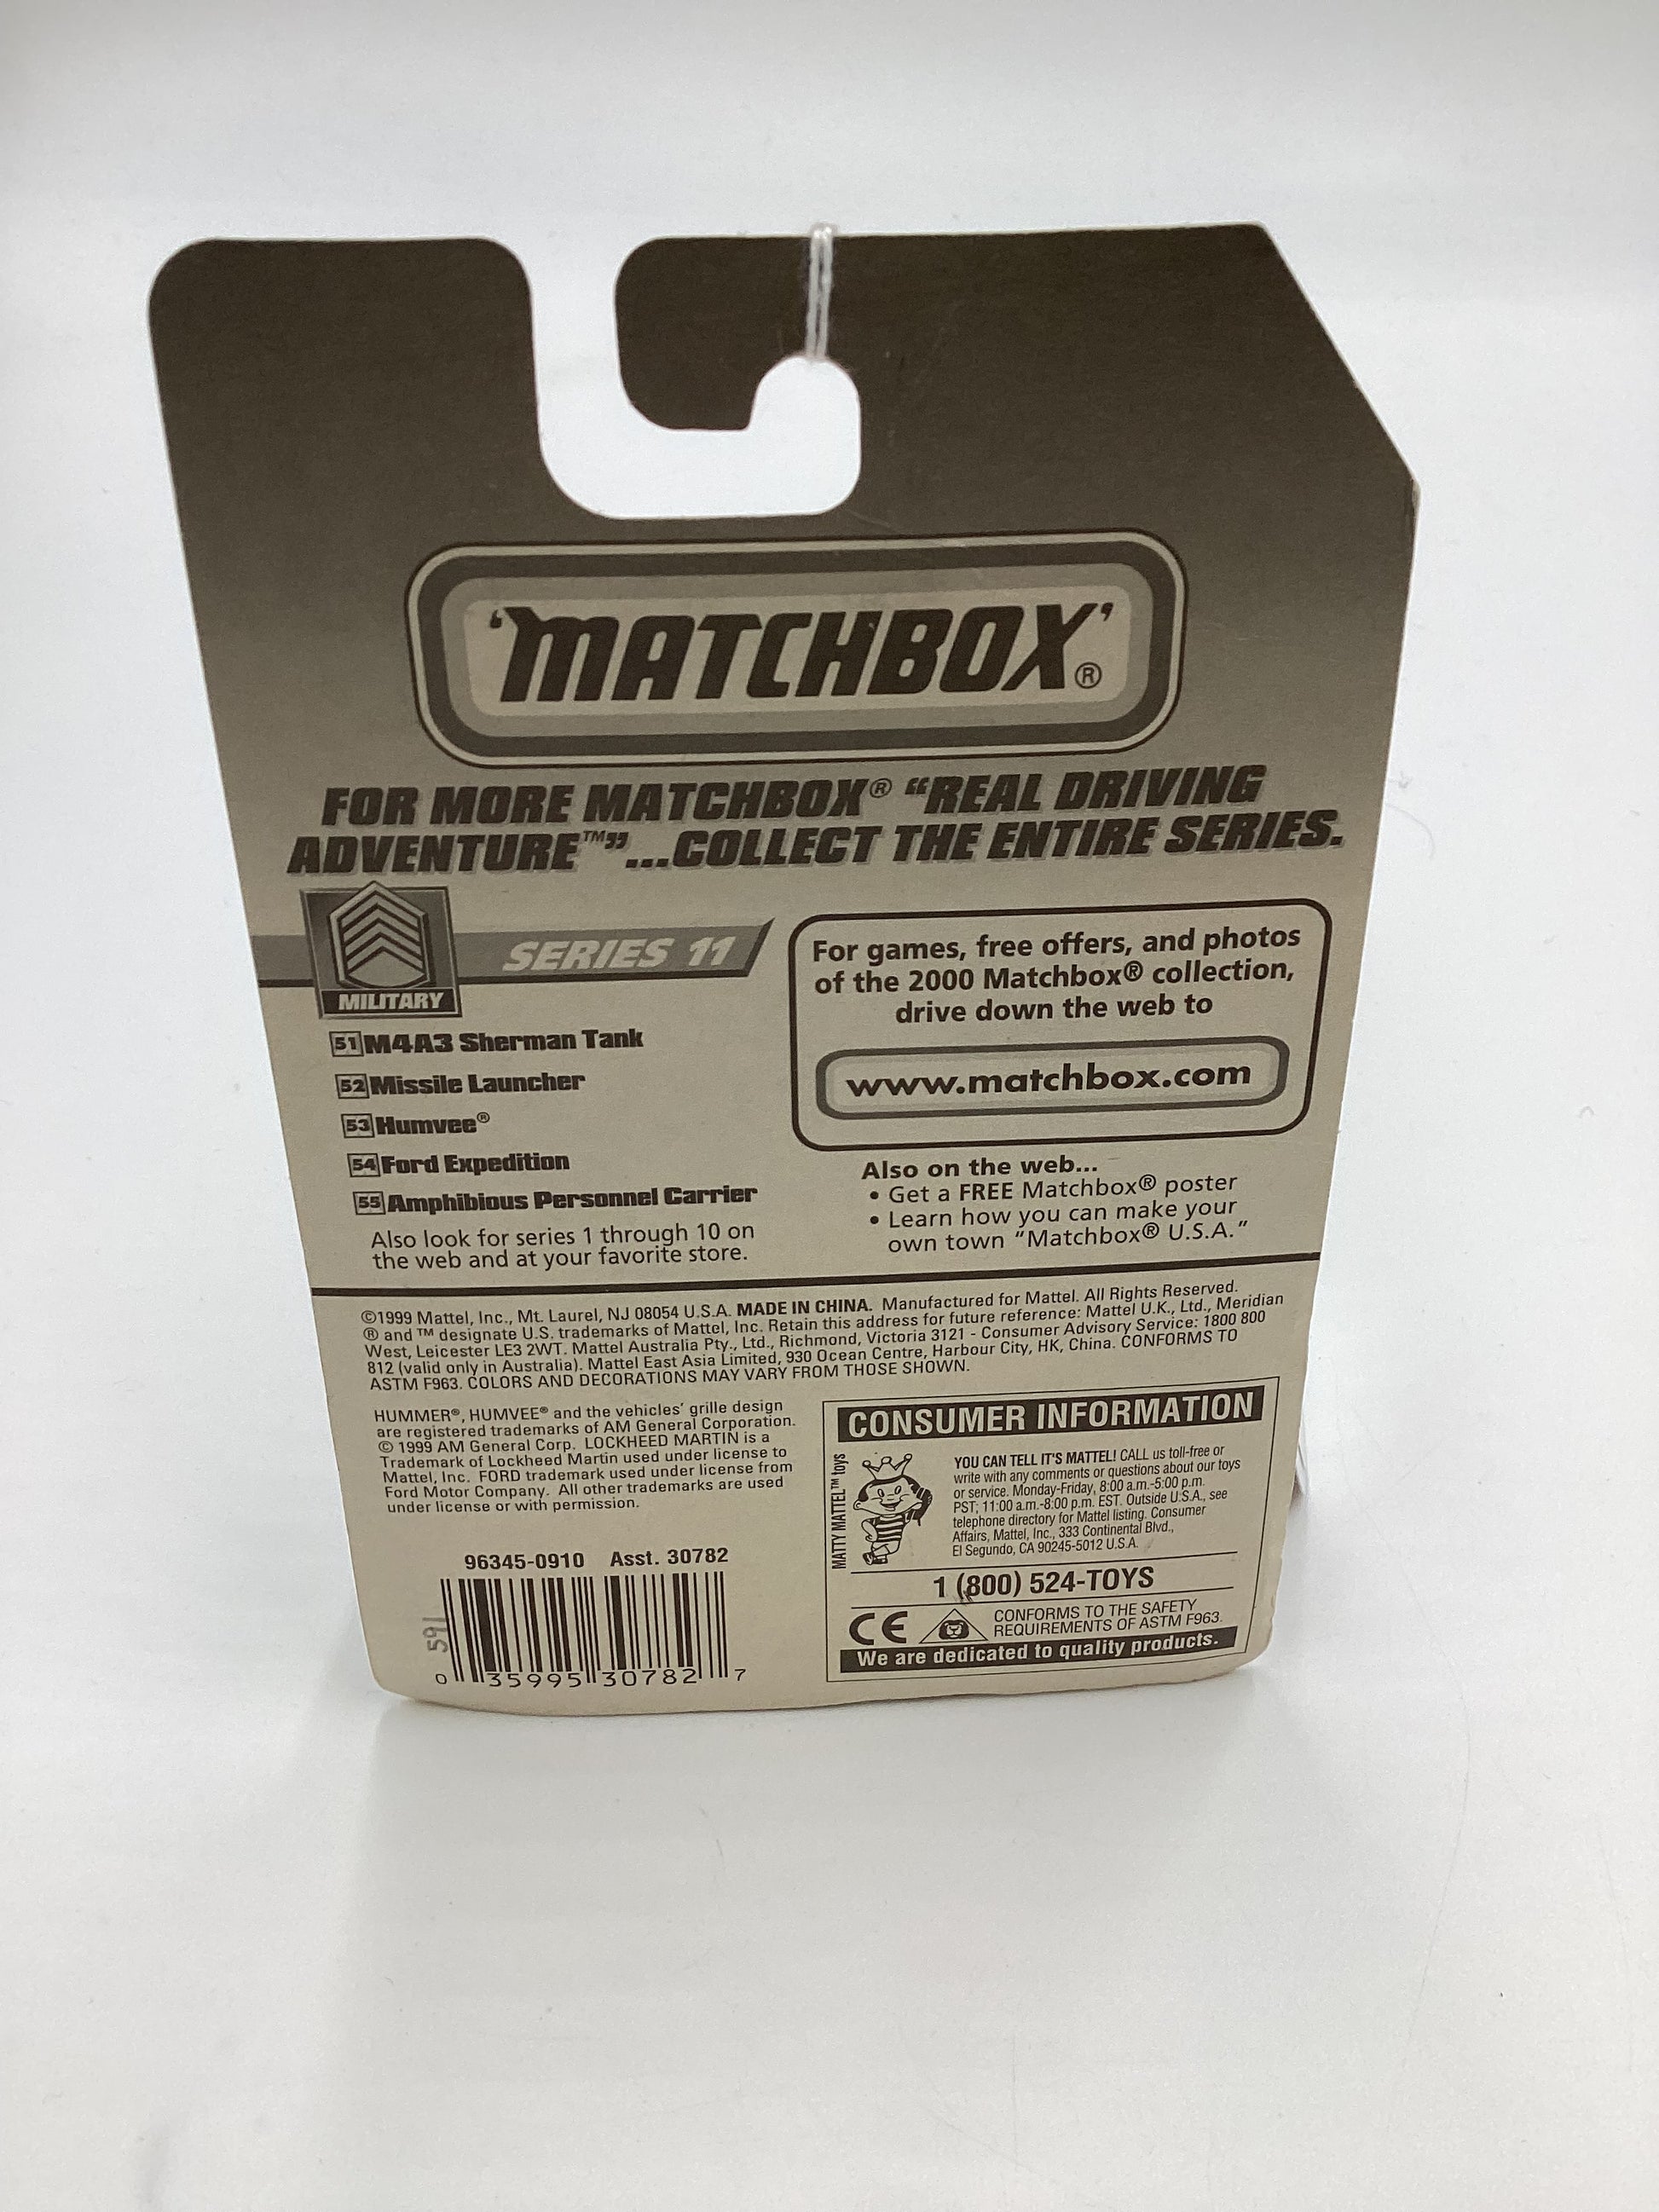 'MATCHBOX'®
FOR MORE MATCHBOX® “REAL DRIVING
ADVENTURE™”...COLLECT THE ENTIRE SERIES.
MILITARY
SERIES 11
51 M4A3 Sherman Tank
52 Missile Launcher
53 Humvee®
54 Ford Expedition
55 Amphibious Personnel Carrier
Also look for series 1 through 10 on
the web and at your favorite store.
For games, free offers, and photos
of the 2000 Matchbox® collection,
drive down the web to
www.matchbox.com
Also on the web...
• Get a FREE Matchbox® poster
• Learn how you can make your
own town “Matchbox® U.S.A.”
©1999 Mattel, Inc., Mt. Laurel, NJ 08054 U.S.A. MADE IN CHINA. Manufactured for Mattel. All Rights Reserved.
® and ™ designate U.S. trademarks of Mattel, Inc. Retain this address for future reference: Mattel U.K., Ltd., Meridian
West, Leicester LE3 2WT. Mattel Australia Pty., Ltd., Richmond, Victoria 3121 - Consumer Advisory Service: 1800 800
812 (valid only in Australia). Mattel East Asia Limited, 930 Ocean Centre, Harbour City, HK, China. CONFORMS TO
ASTM F963. COLORS AND DECORATIONS MAY VARY FROM THOSE SHOWN.
HUMMER®, HUMVEE® and the vehicles’ grille design
are registered trademarks of AM General Corporation.
© 1999 AM General Corp. LOCKHEED MARTIN is a
Trademark of Lockheed Martin used under license to
Mattel, Inc. FORD trademark used under license from
Ford Motor Company. All other trademarks are used
under license or with permission.
96345-0910 Asst. 30782
0 35995 30782 7
CONSUMER INFORMATION
MATTY MATTEL™ toys
YOU CAN TELL IT'S MATTEL! CALL us toll-free or
write with any comments or questions about our toys
or service. Monday-Friday, 8:00 a.m.-5:00 p.m.
PST; 11:00 a.m.-8:00 p.m. EST. Outside U.S.A., see
telephone directory for Mattel listing. Consumer
Affairs, Mattel, Inc., 333 Continental Blvd.,
El Segundo, CA 90245-5012 U.S.A.
1 (800) 524-TOYS
CE
CONFORMS TO THE SAFETY
REQUIREMENTS OF ASTM F963.
We are dedicated to quality products.